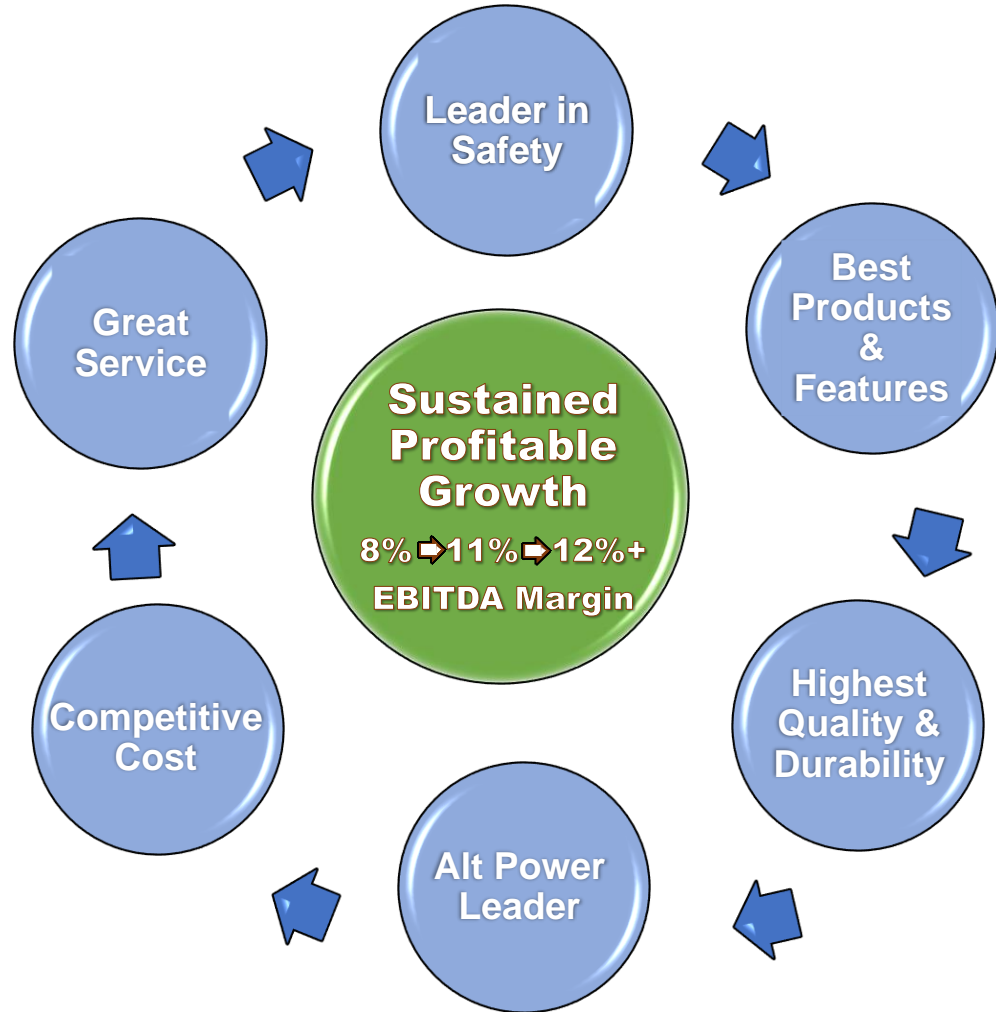 Leader in
Safety
Best
Products
&
Features
Highest
Quality &
Durability
Alt Power
Leader
Competitive
Cost
Great
Service
Sustained
Profitable
Growth
8% ➡ 11% ➡ 12%+
EBITDA Margin